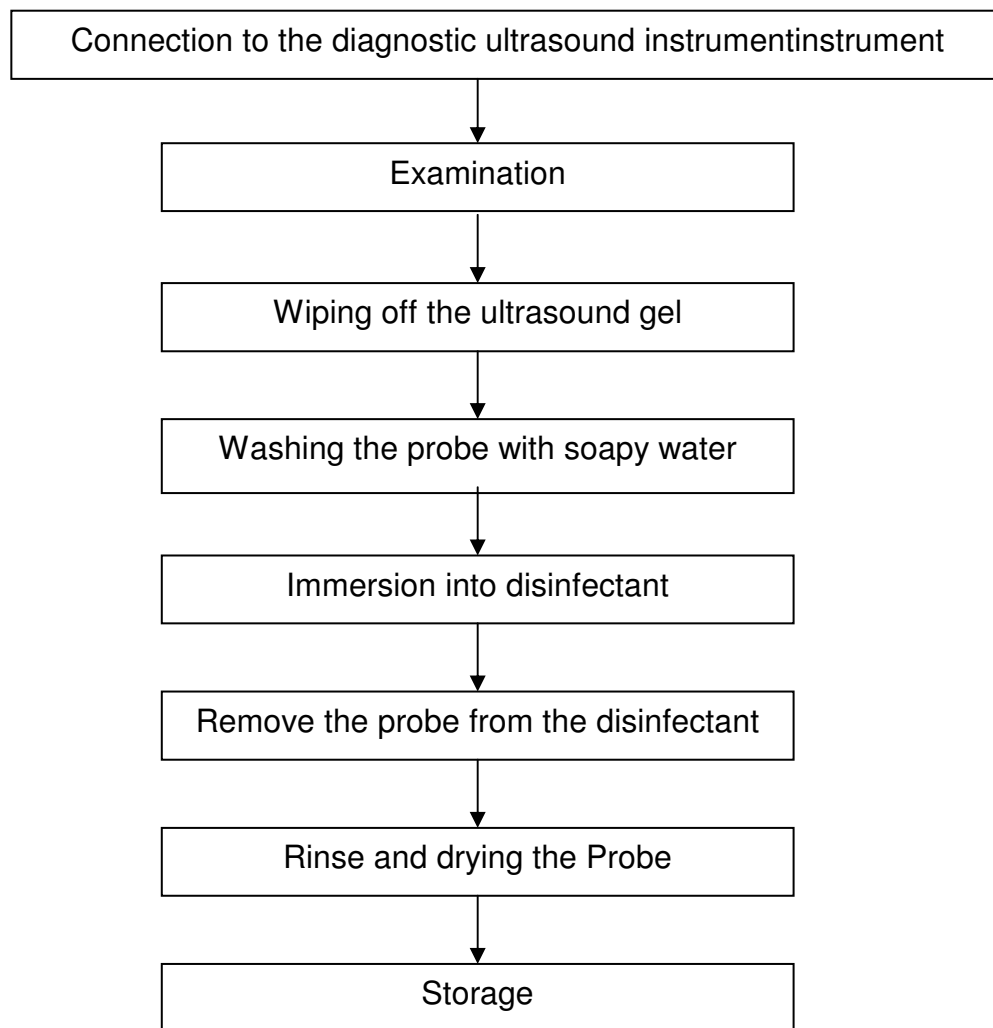 Connection to the diagnostic ultrasound instrumentinstrument
Examination
Wiping off the ultrasound gel
Washing the probe with soapy water
Immersion into disinfectant
Remove the probe from the disinfectant
Rinse and drying the Probe
Storage